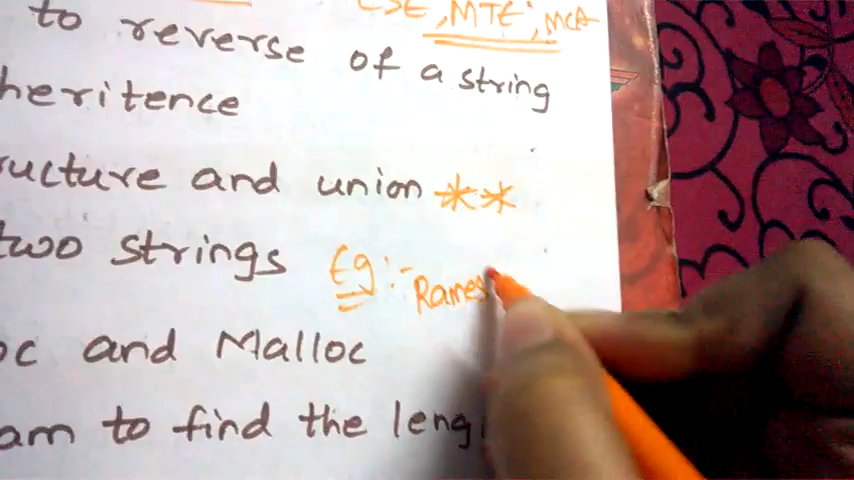 CSE, MTE, MCA
to reverse of a string
heritence
ructure and union **
two strings Eg:- Rames
oc and Malloc
am to find the leng